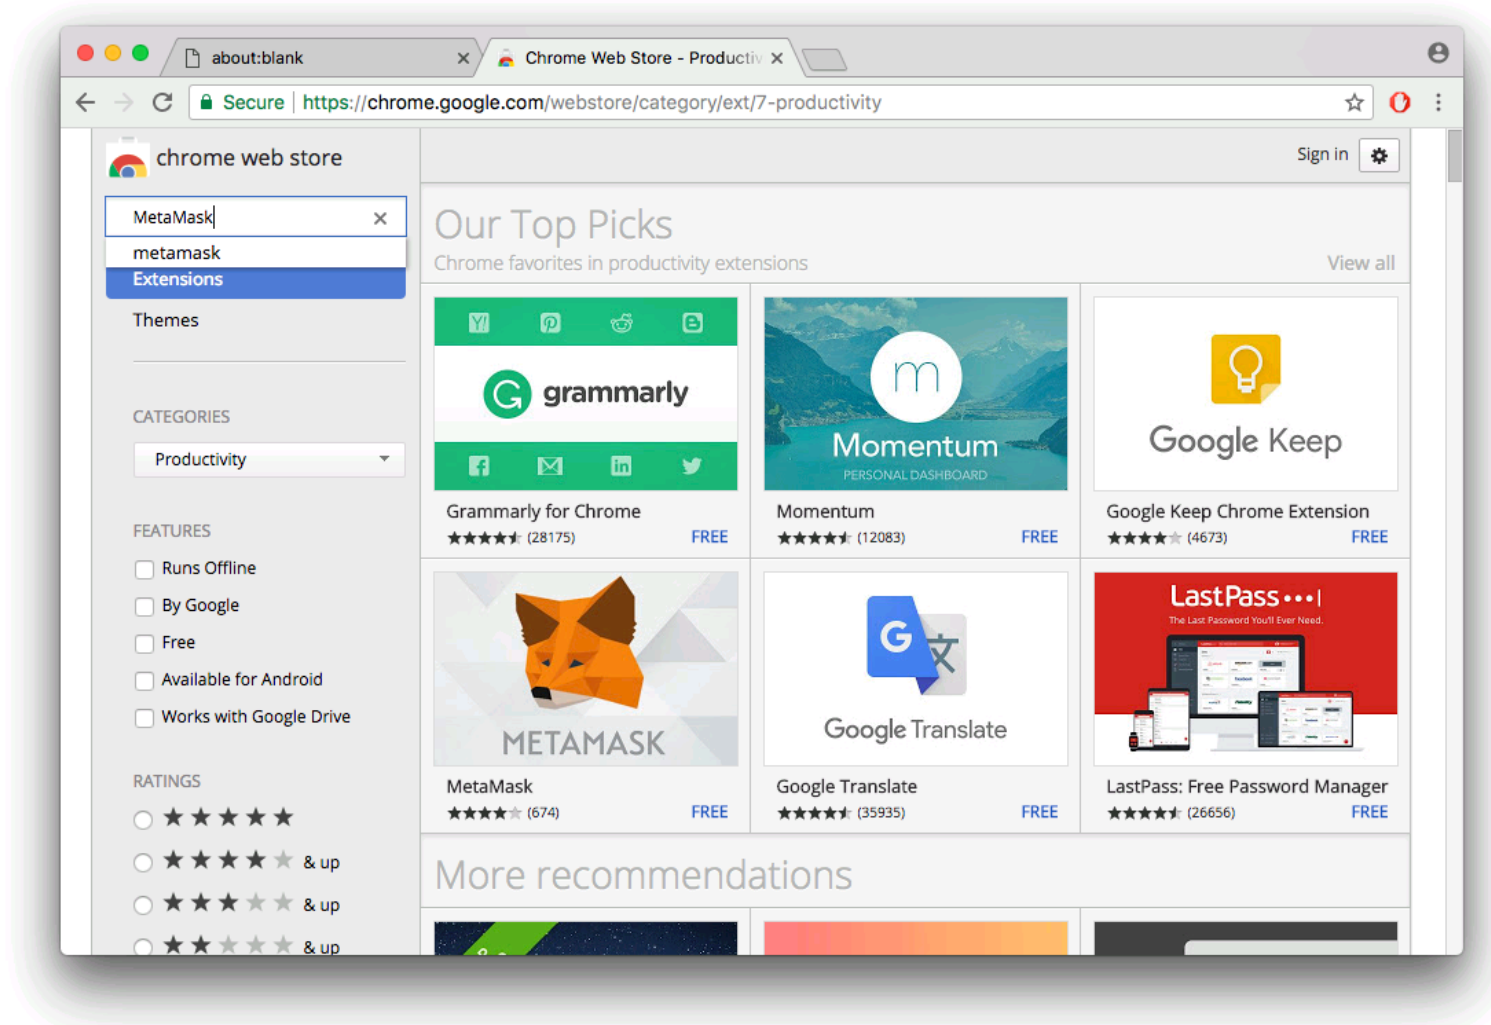 about:blank
Chrome Web Store - Productiv
Secure | https://chrome.google.com/webstore/category/ext/7-productivity
chrome web store
Sign in
MetaMask
metamask
Extensions
Themes
CATEGORIES
Productivity
FEATURES
Runs Offline
By Google
Free
Available for Android
Works with Google Drive
RATINGS
& up
& up
& up
Our Top Picks
Chrome favorites in productivity extensions
View all
grammarly
Grammarly for Chrome
(28175) FREE
m
Momentum
PERSONAL DASHBOARD
Momentum
(12083) FREE
Google Keep
Google Keep Chrome Extension
(4673) FREE
METAMASK
MetaMask
(674) FREE
G 文
Google Translate
Google Translate
(35935) FREE
LastPass •••|
The Last Password You'll Ever Need.
LastPass: Free Password Manager
(26656) FREE
More recommendations